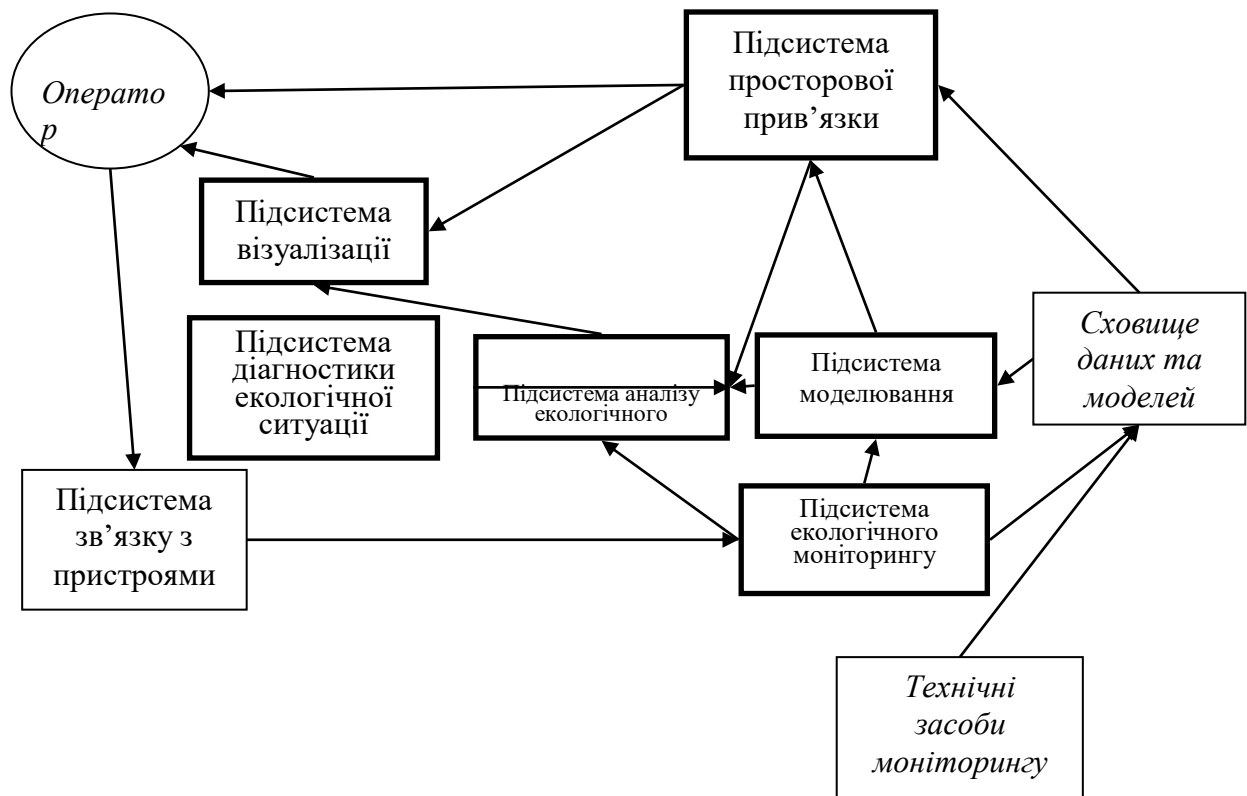 Операто
р
Підсистема
просторової
прив’язки
Підсистема
візуалізації
Підсистема
діагностики
екологічної
ситуації
Підсистема аналізу
екологічного
Підсистема
моделювання
Сховище
даних та
моделей
Підсистема
зв’язку з
пристроями
Підсистема
екологічного
моніторингу
Технічні
засоби
моніторингу